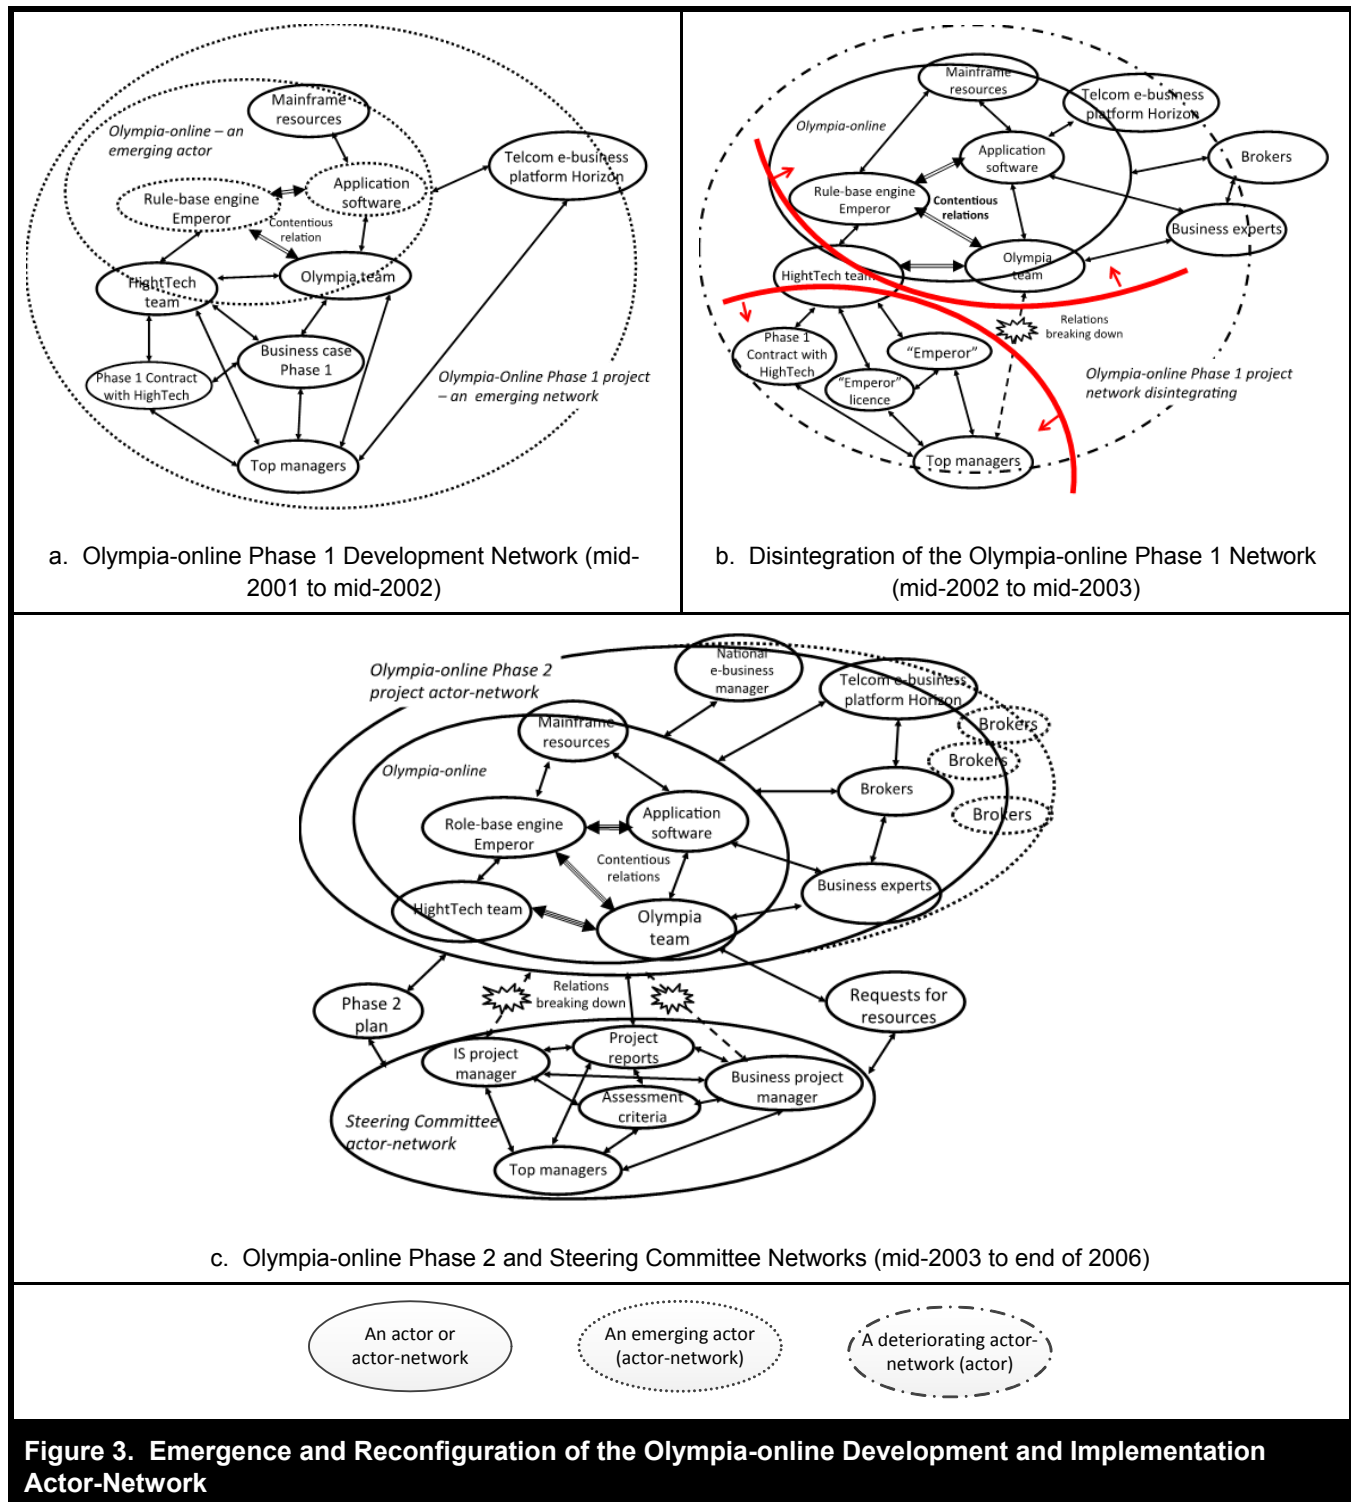 Mainframe
resources
Olympia-online – an
emerging actor
Telcom e-business
platform Horizon
Application
software
Rule-base engine
Emperor
Contentious
relation
HightTech
team
Olympia team
Business case
Phase 1
Phase 1 Contract
with HighTech
Olympia-Online Phase 1 project
– an emerging network
Top managers
a. Olympia-online Phase 1 Development Network (mid-
2001 to mid-2002)
Mainframe
resources
Telcom e-business
platform Horizon
Olympia-online
Application
software
Brokers
Rule-base engine
Emperor
Contentious
relations
Business experts
Olympia
team
HightTech team
Relations
breaking down
Phase 1
Contract with
HighTech
“Emperor”
“Emperor”
licence
Olympia-online Phase 1 project
network disintegrating
Top managers
b. Disintegration of the Olympia-online Phase 1 Network
(mid-2002 to mid-2003)
Olympia-online Phase 2
project actor-network
National
e-business
manager
Telcom e-business
platform Horizon
Mainframe
resources
Brokers
Brokers
Olympia-online
Brokers
Brokers
Role-base engine
Emperor
Application
software
Contentious
relations
Business experts
HightTech team
Olympia
team
Relations
breaking down
Phase 2
plan
Requests for
resources
IS project
manager
Project
reports
Business project
manager
Assessment
criteria
Steering Committee
actor-network
Top managers
c. Olympia-online Phase 2 and Steering Committee Networks (mid-2003 to end of 2006)
An actor or
actor-network
An emerging actor
(actor-network)
A deteriorating actor-
network (actor)
Figure 3. Emergence and Reconfiguration of the Olympia-online Development and Implementation
Actor-Network